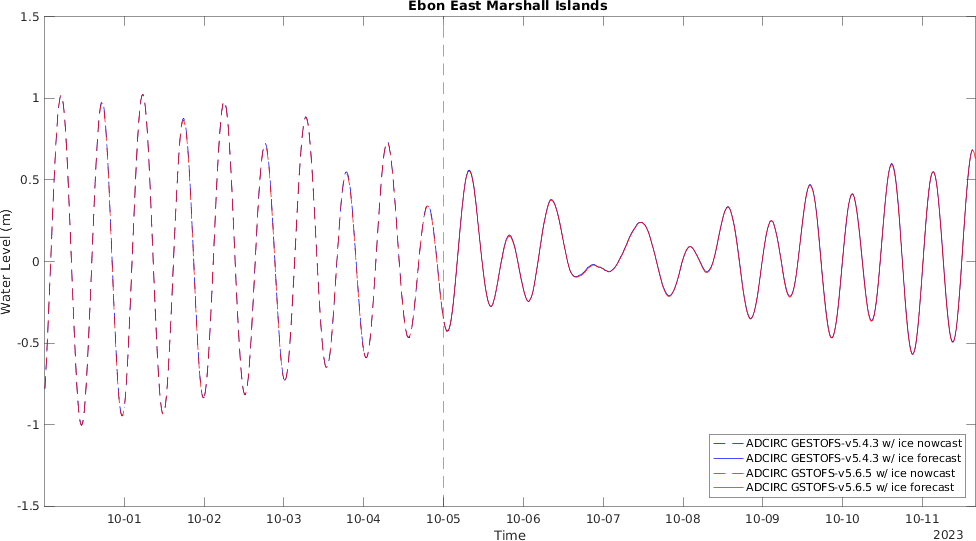 Ebon East Marshall Islands
1.5
1
0.5
0
-0.5
-1
-1.5
Water Level (m)
ADCIRC GESTOFS-v5.4.3 w/ ice nowcast
ADCIRC GESTOFS-v5.4.3 w/ ice forecast
ADCIRC GSTOFS-v5.6.5 w/ ice nowcast
ADCIRC GSTOFS-v5.6.5 w/ ice forecast
10-01 10-02 10-03 10-04 10-05 10-06 10-07 10-08 10-09 10-10 10-11
Time
2023